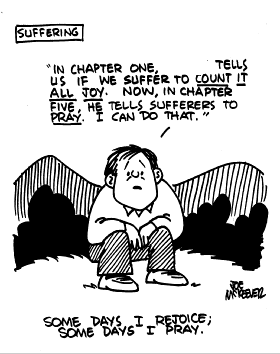 SUFFERING
"IN CHAPTER ONE, TELLS
US IF WE SUFFER TO COUNT IT
ALL JOY. NOW, IN CHAPTER
FIVE, HE TELLS SUFFERERS TO
PRAY. I CAN DO THAT."
JOE
MCKEEVER
SOME DAYS I REJOICE;
SOME DAYS I PRAY.